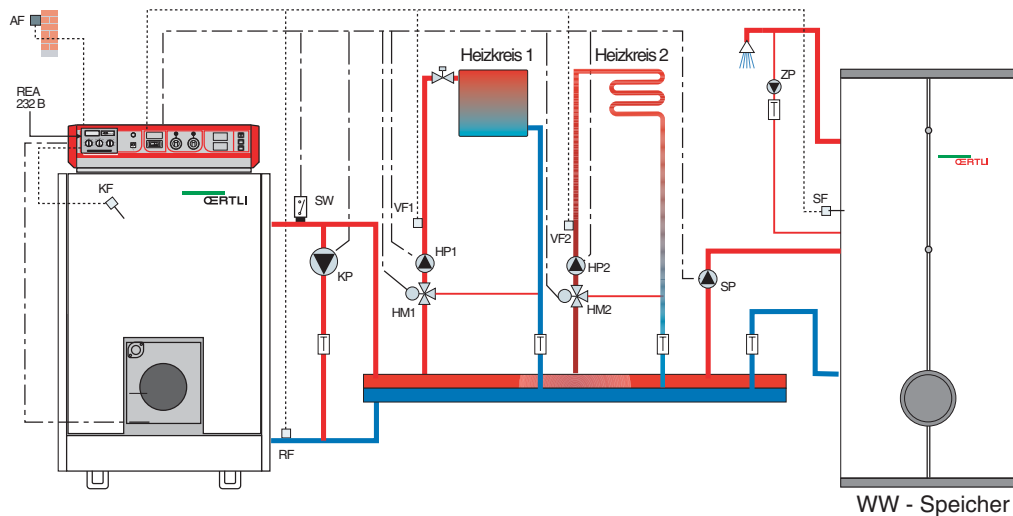 AF
Heizkreis 1
Heizkreis 2
ZP
REA
232 B
KF
ŒRTLI
SW
VF1
VF2
SF
ŒRTLI
HP1
HP2
KP
SP
HM1
HM2
RF
WW - Speicher